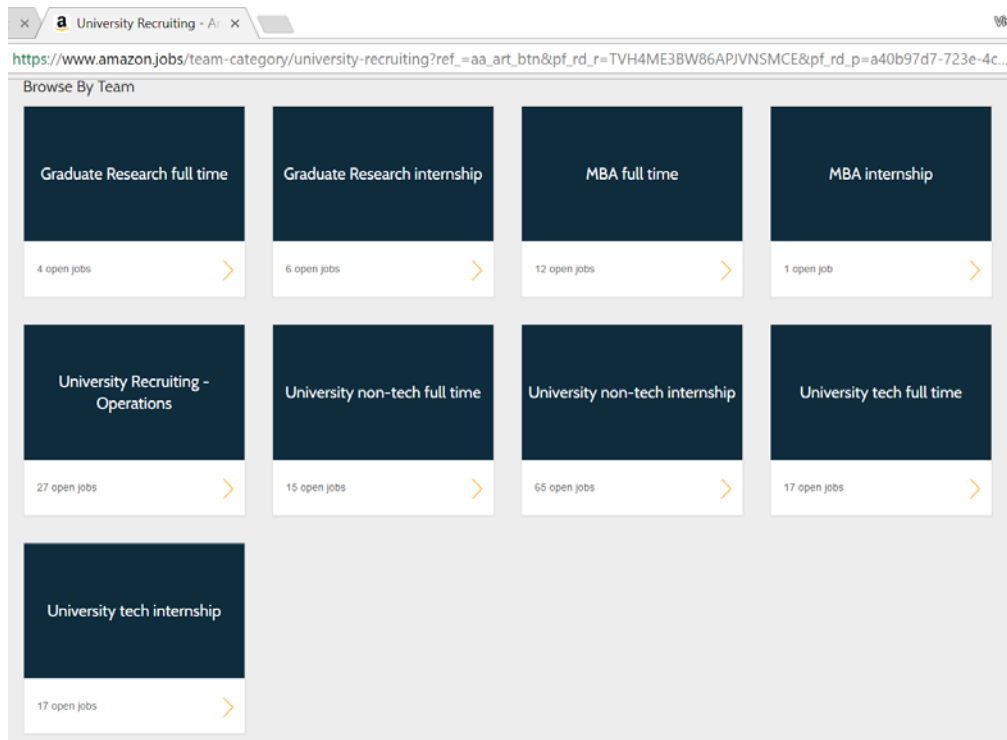 University Recruiting - A
https://www.amazon.jobs/team-category/university-recruiting?ref_=aa_art_btn&pf_rd_r=TVH4ME3BW86APJVNSMCE&pf_rd_p=a40b97d7-723e-4c...
Browse By Team
Graduate Research full time
4 open jobs
Graduate Research internship
6 open jobs
MBA full time
12 open jobs
MBA internship
1 open job
University Recruiting -
Operations
27 open jobs
University non-tech full time
15 open jobs
University non-tech internship
65 open jobs
University tech full time
17 open jobs
University tech internship
17 open jobs